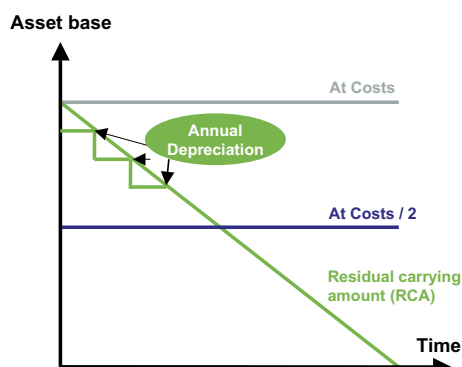 Asset base
At Costs
Annual
Depreciation
At Costs / 2
Residual carrying
amount (RCA)
Time